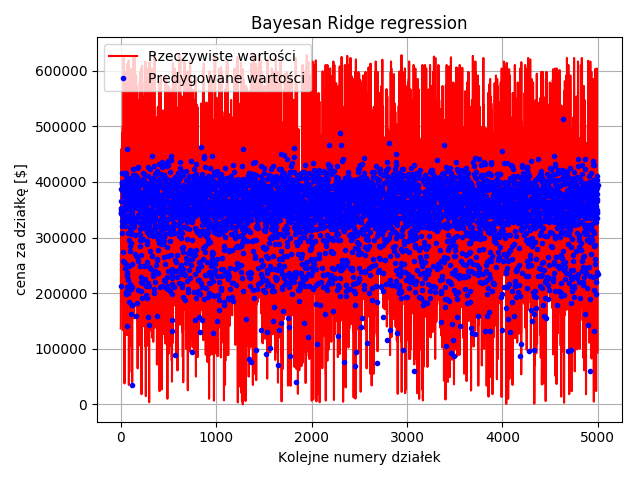 Bayesan Ridge regression
Rzeczywiste wartości
Predygowane wartości
cena za działkę [$]
600000
500000
400000
300000
200000
100000
0
0 1000 2000 3000 4000 5000
Kolejne numery działek